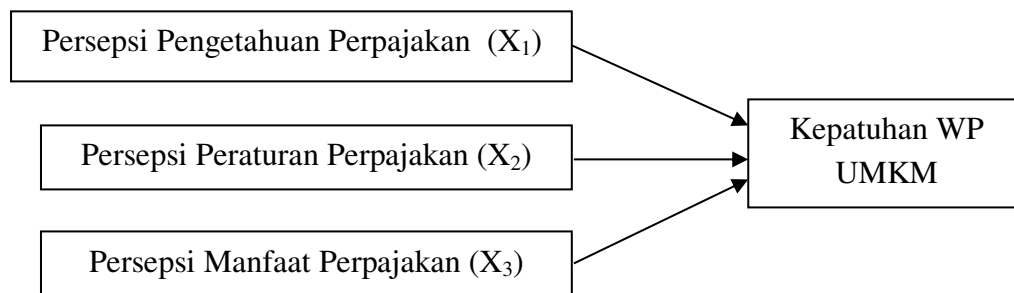 Persepsi Pengetahuan Perpajakan (X₁)
Persepsi Peraturan Perpajakan (X₂)
Persepsi Manfaat Perpajakan (X₃)
Kepatuhan WP
UMKM